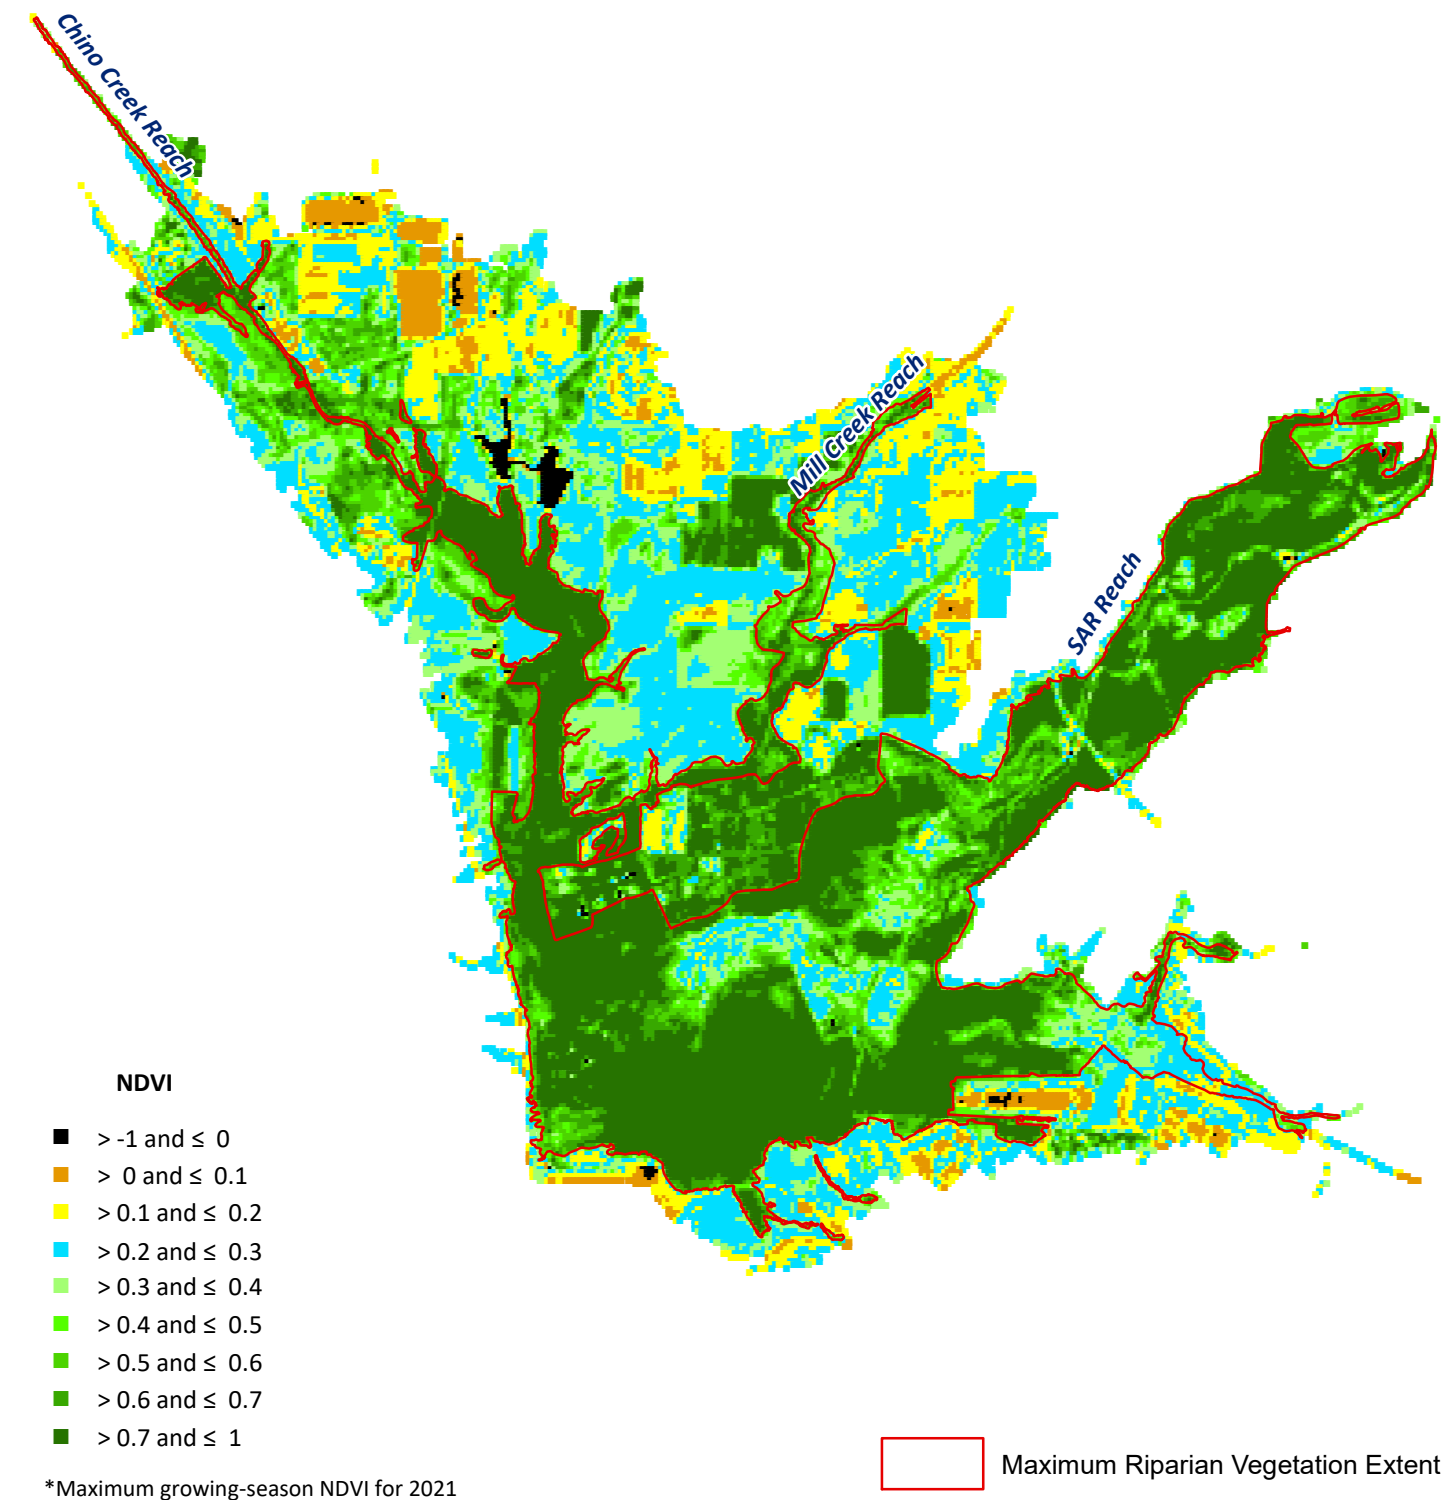 Chino Creek Reach
Mill Creek Reach
SAR Reach
NDVI
> -1 and ≤ 0
> 0 and ≤ 0.1
> 0.1 and ≤ 0.2
> 0.2 and ≤ 0.3
> 0.3 and ≤ 0.4
> 0.4 and ≤ 0.5
> 0.5 and ≤ 0.6
> 0.6 and ≤ 0.7
> 0.7 and ≤ 1
*Maximum growing-season NDVI for 2021
Maximum Riparian Vegetation Extent